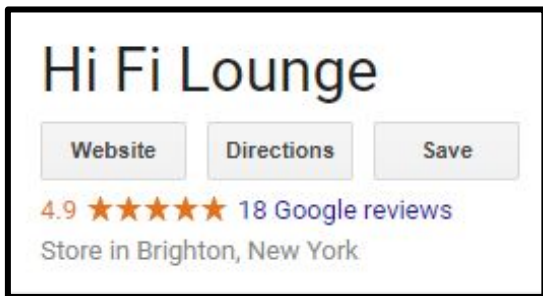 Hi Fi Lounge
Website Directions Save
4.9 ★★★★★ 18 Google reviews
Store in Brighton, New York